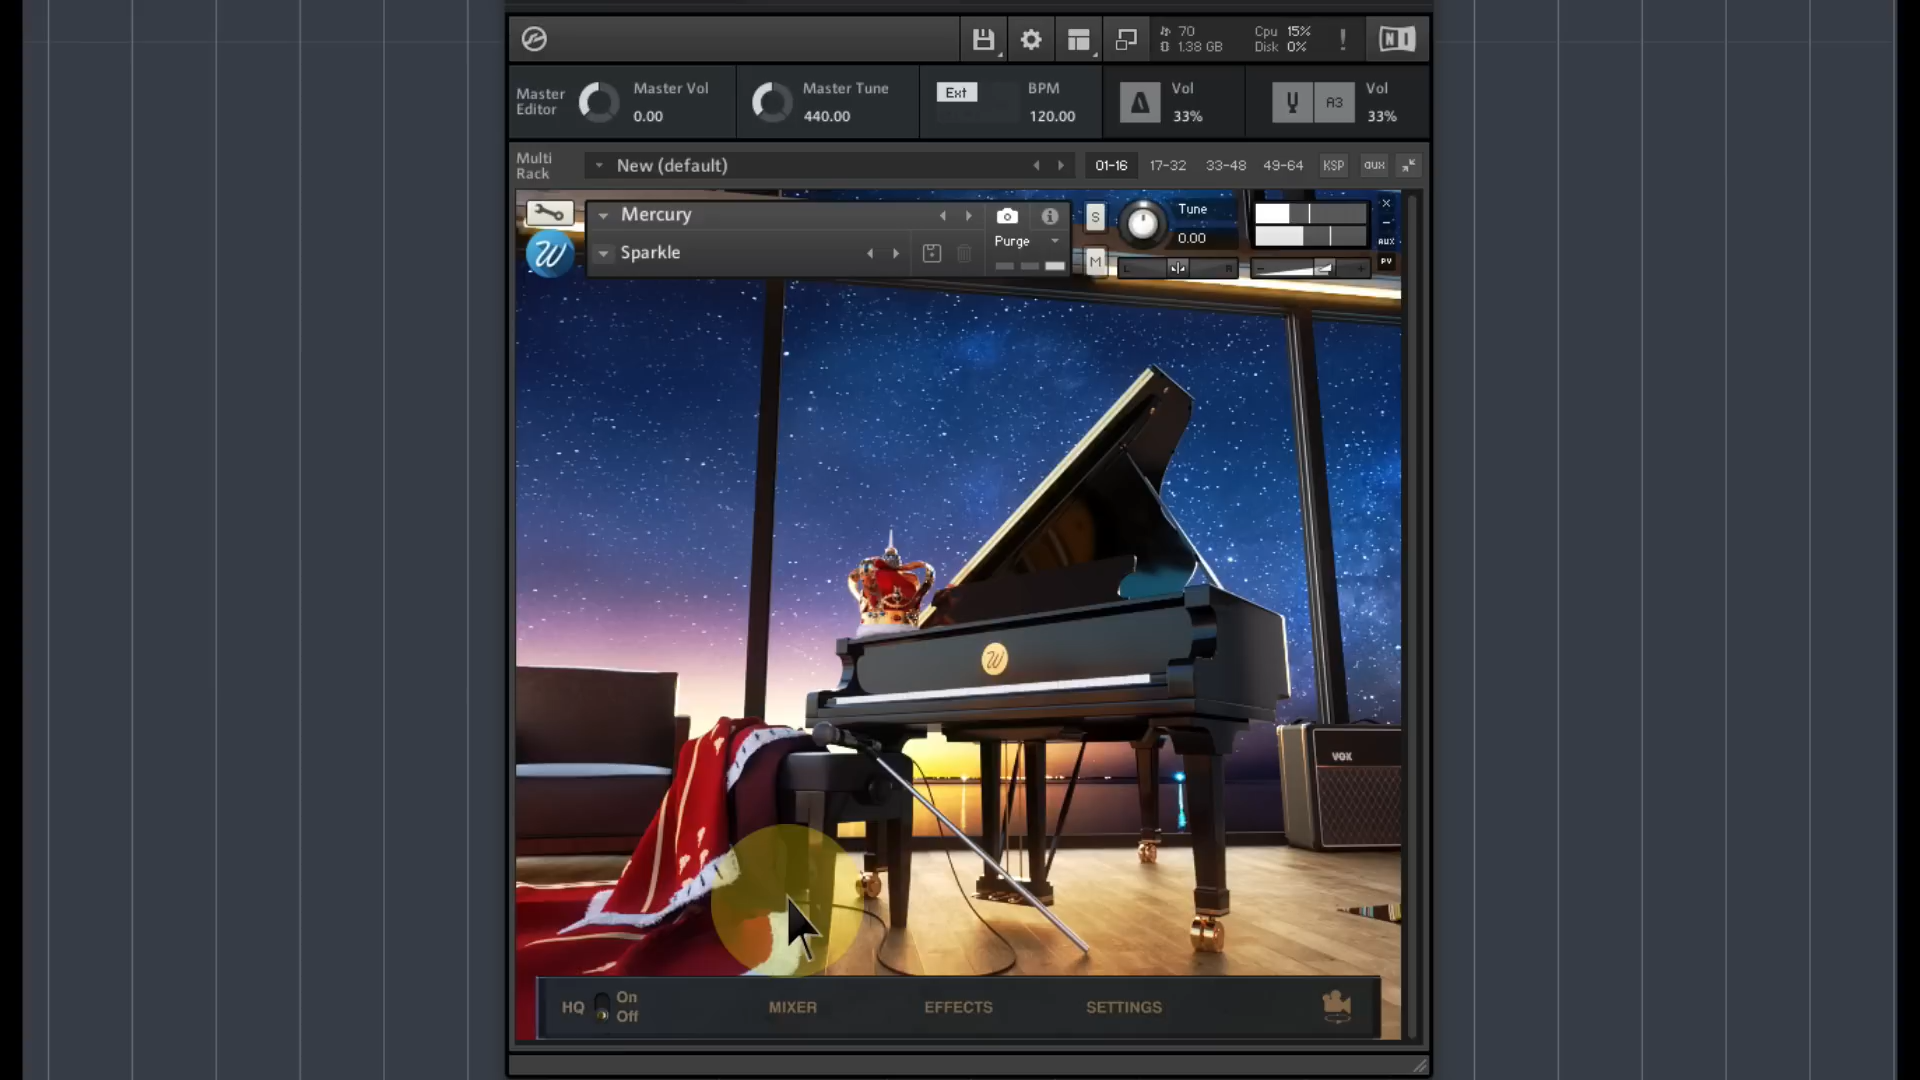 70
1.38 GB
Cpu 15%
Disk 0%
!
NI
Master
Editor
Master Vol
0.00
Master Tune
440.00
Ext
BPM
120.00
Vol
33%
A3
Vol
33%
Multi
Rack
New (default)
01-16
17-32
33-48
49-64
KSP
aux
Mercury
Sparkle
Purge
S
M
Tune
0.00
L
R
AUX
PV
W
W
VOX
HQ
On
Off
MIXER
EFFECTS
SETTINGS